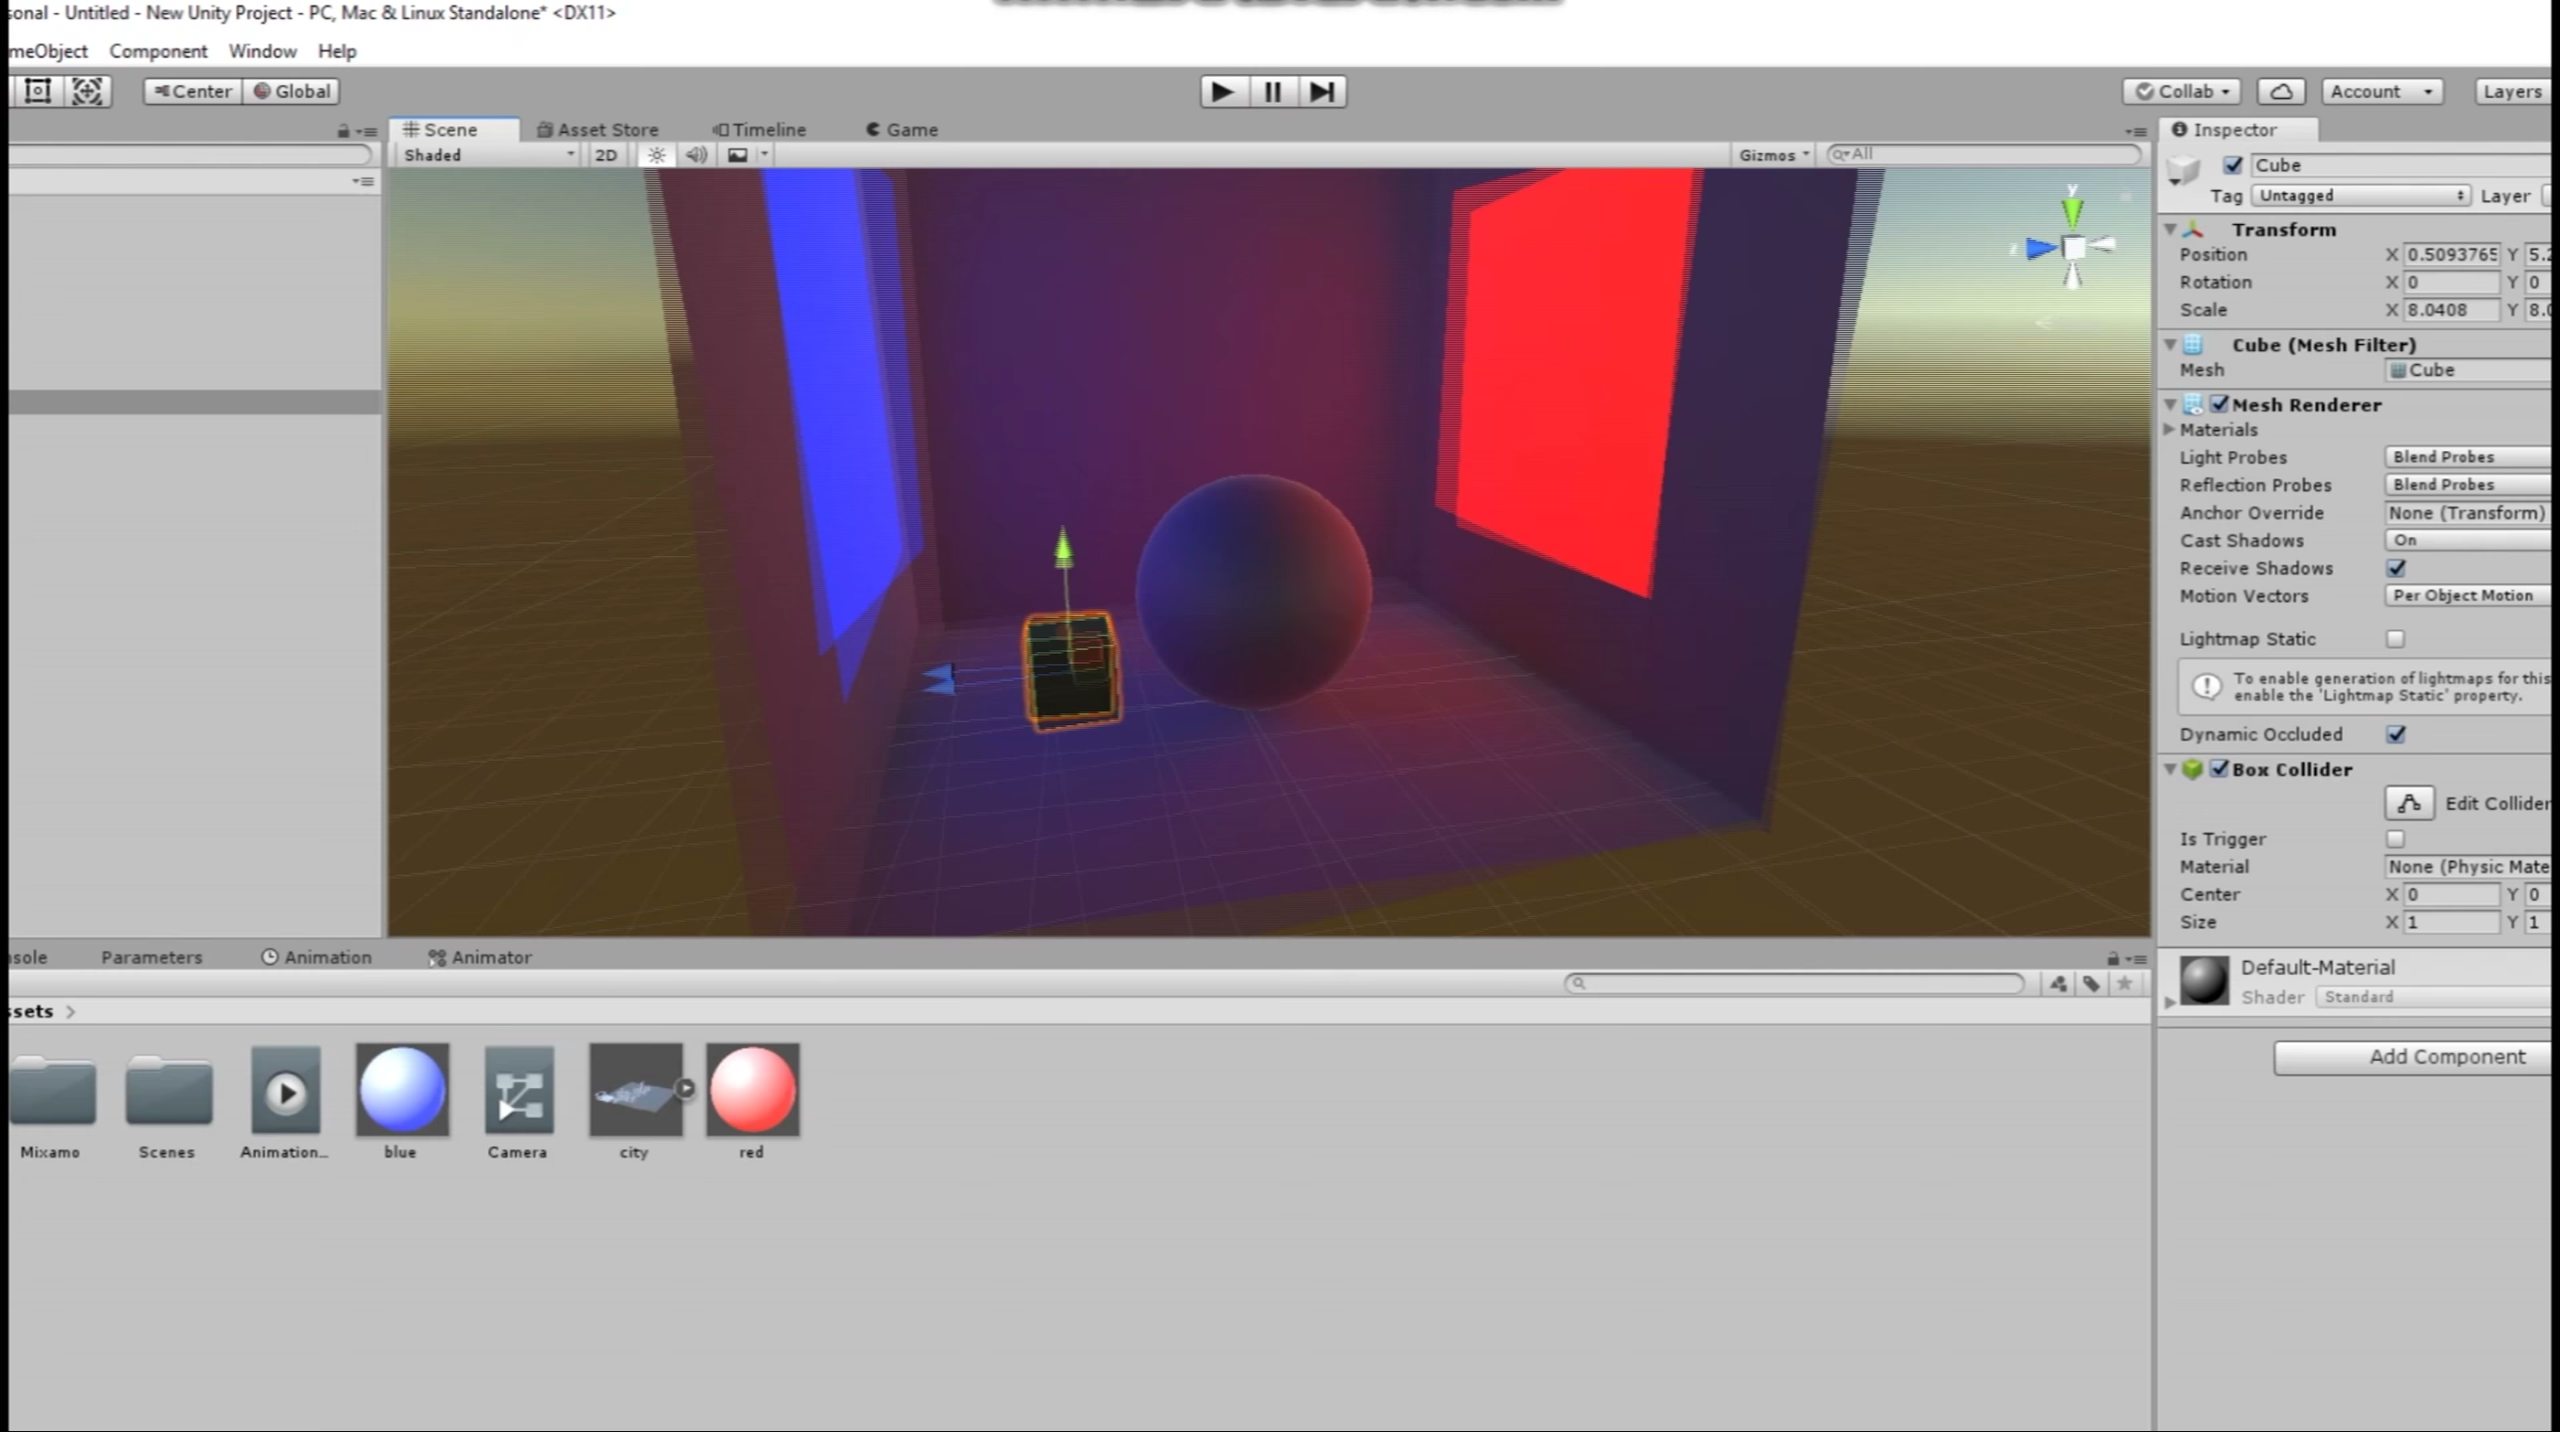 sonal - Untitled - New Unity Project - PC, Mac & Linux Standalone* <DX11>
meObject Component Window Help
Center Global
Collab Account Layers
Scene Asset Store Timeline Game
Inspector
Shaded 2D Gizmos All
Cube
Tag Untagged Layer
y
z
Transform
Position X 0.5093765 Y 5.2
Rotation X 0 Y 0
Scale X 8.0408 Y 8.0
Cube (Mesh Filter)
Mesh Cube
Mesh Renderer
Materials
Light Probes Blend Probes
Reflection Probes Blend Probes
Anchor Override None (Transform)
Cast Shadows On
Receive Shadows
Motion Vectors Per Object Motion
Lightmap Static
To enable generation of lightmaps for this
enable the 'Lightmap Static' property.
Dynamic Occluded
Box Collider
Edit Collider
Is Trigger
Material None (Physic Mate
Center X 0 Y 0
Size X 1 Y 1
Default-Material
Shader Standard
Add Component
nsole Parameters Animation Animator
ssets
Mixamo Scenes Animation... blue Camera city red